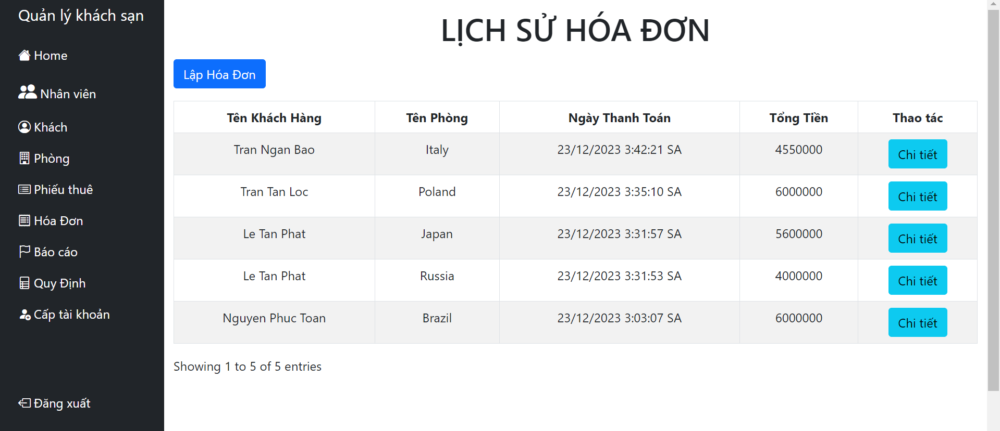 Quản lý khách sạn
Home
Nhân viên
Khách
Phòng
Phiếu thuê
Hóa Đơn
Báo cáo
Quy Định
Cấp tài khoản
Đăng xuất
LỊCH SỬ HÓA ĐƠN
Lập Hóa Đơn
Tên Khách Hàng Tên Phòng Ngày Thanh Toán Tổng Tiền Thao tác
Tran Ngan Bao Italy 23/12/2023 3:42:21 SA 4550000 Chi tiết
Tran Tan Loc Poland 23/12/2023 3:35:10 SA 6000000 Chi tiết
Le Tan Phat Japan 23/12/2023 3:31:57 SA 5600000 Chi tiết
Le Tan Phat Russia 23/12/2023 3:31:53 SA 4000000 Chi tiết
Nguyen Phuc Toan Brazil 23/12/2023 3:03:07 SA 6000000 Chi tiết
Showing 1 to 5 of 5 entries